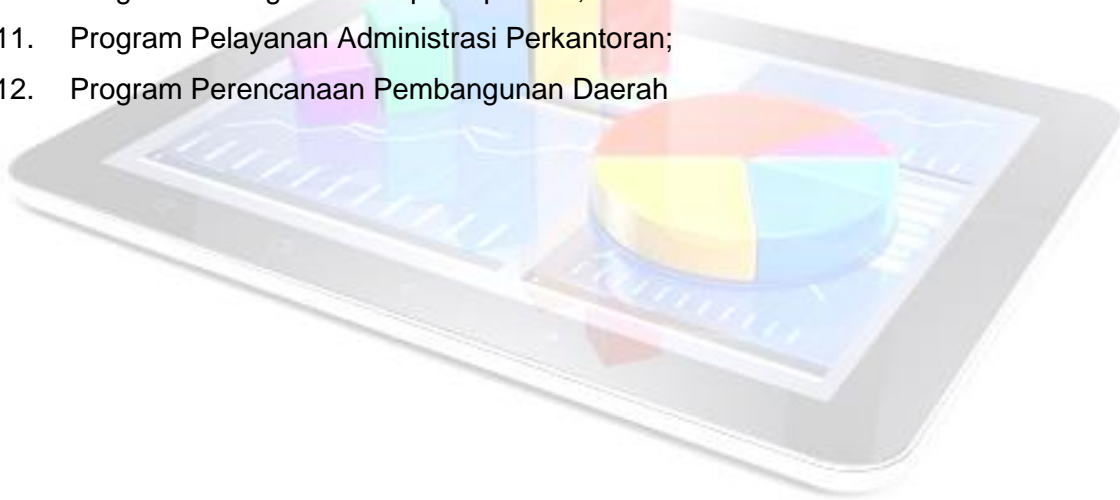 11. Program Pelayanan Administrasi Perkantoran;
12. Program Perencanaan Pembangunan Daerah